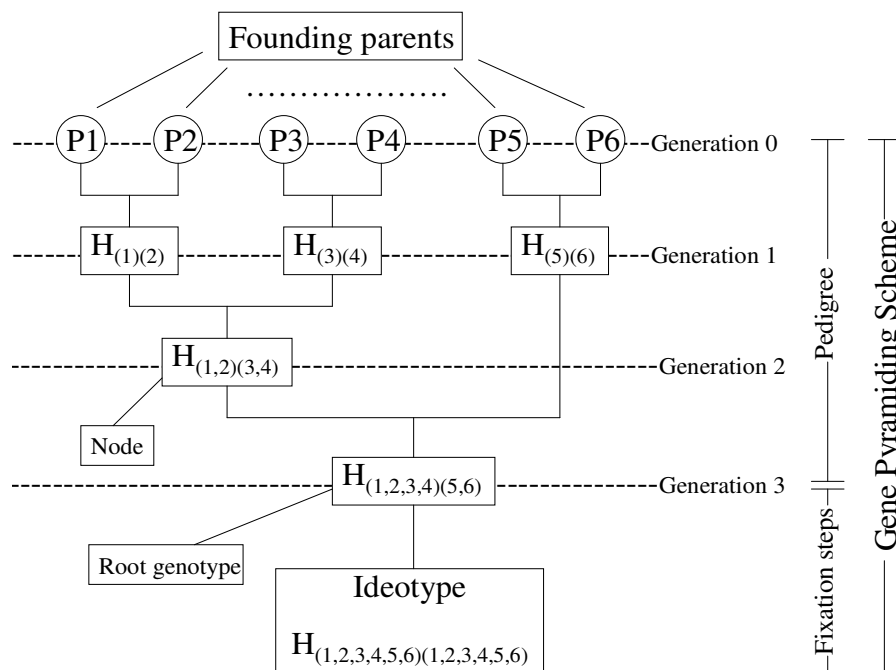 Founding parents
....................
P1 P2 P3 P4 P5 P6 Generation 0
H(1)(2) H(3)(4) H(5)(6) Generation 1
H(1,2)(3,4) Generation 2
Node
H(1,2,3,4)(5,6) Generation 3
Root genotype
Ideotype
H(1,2,3,4,5,6)(1,2,3,4,5,6)
Pedigree
Fixation steps
Gene Pyramiding Scheme